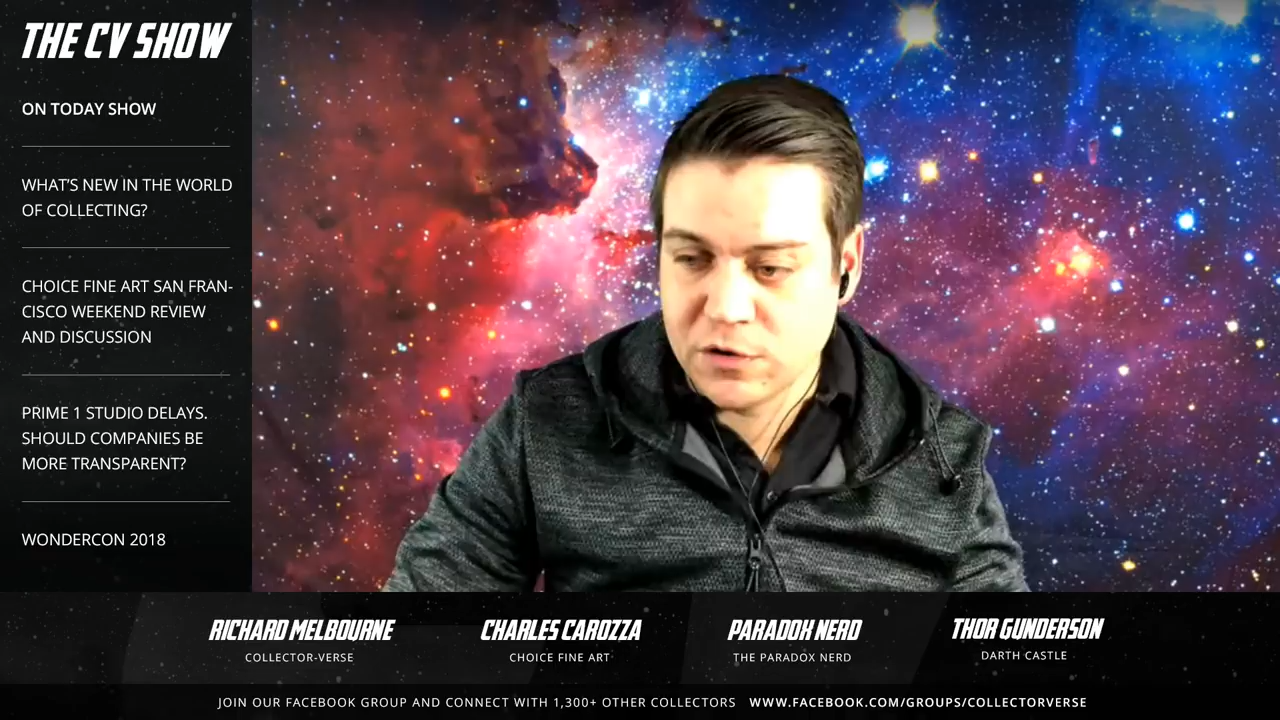 THE CV SHOW
ON TODAY SHOW
WHAT'S NEW IN THE WORLD
OF COLLECTING?
CHOICE FINE ART SAN FRAN-
CISCO WEEKEND REVIEW
AND DISCUSSION
PRIME 1 STUDIO DELAYS.
SHOULD COMPANIES BE
MORE TRANSPARENT?
WONDERCON 2018
RICHARD MELBOURNE
COLLECTOR-VERSE
CHARLES CAROZZA
CHOICE FINE ART
PARADOX NERD
THE PARADOX NERD
THOR GUNDERSON
DARTH CASTLE
JOIN OUR FACEBOOK GROUP AND CONNECT WITH 1,300+ OTHER COLLECTORS WWW.FACEBOOK.COM/GROUPS/COLLECTORVERSE